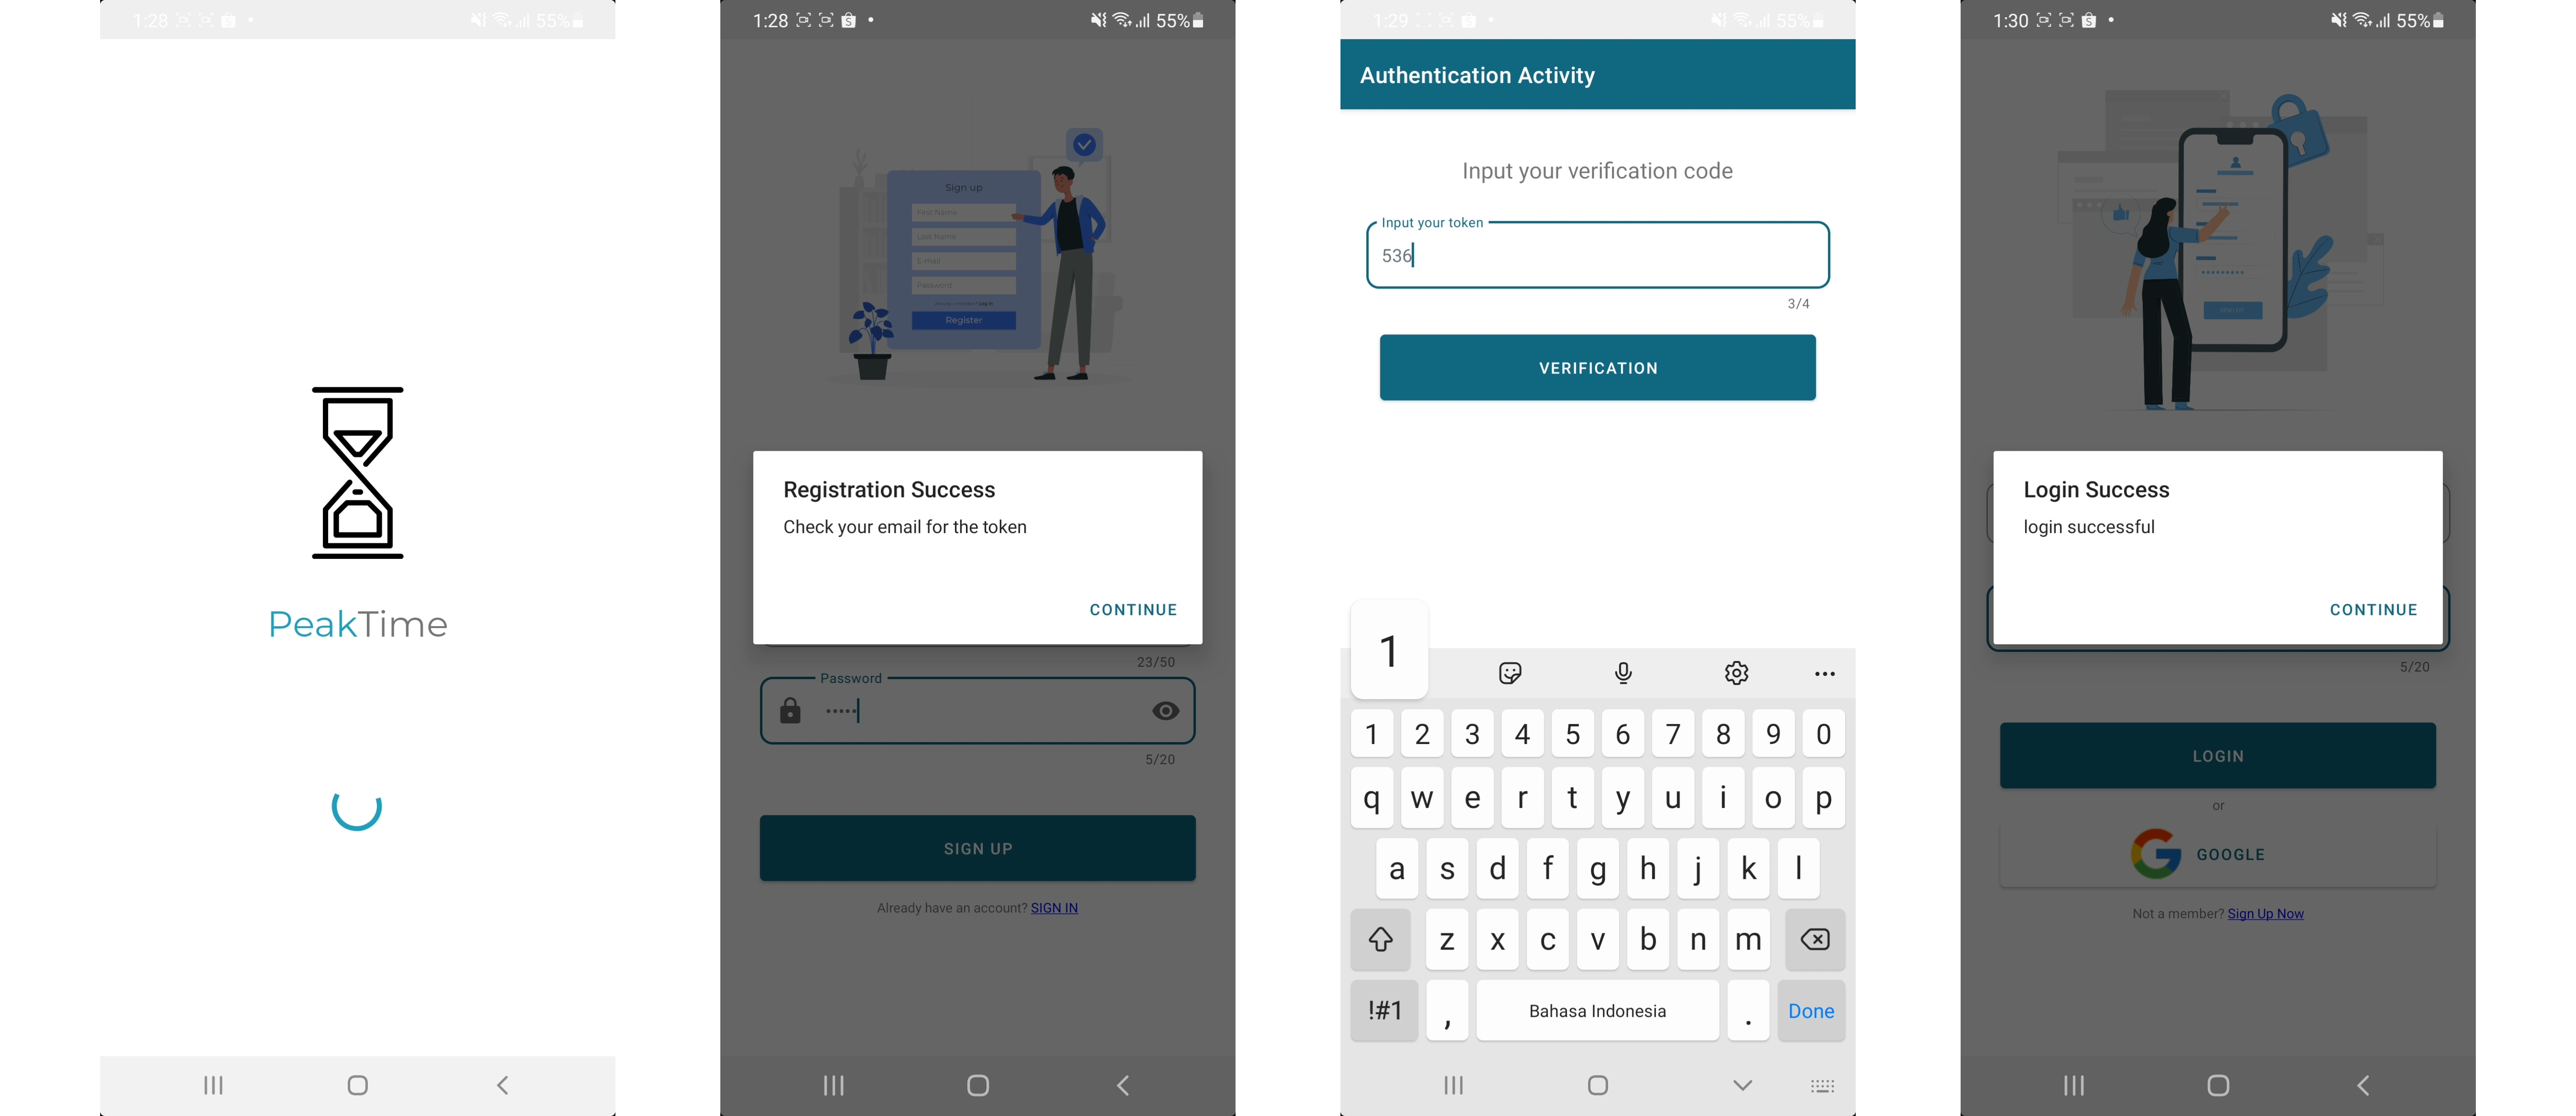 1:28 55%
PeakTime
1:28 55%
Sign up
First Name
Last Name
E-mail
Password
Log in
Register
Registration Success
Check your email for the token
CONTINUE
23/50
Password
5/20
SIGN UP
Already have an account? SIGN IN
1:29 55%
Authentication Activity
Input your verification code
Input your token
536
3/4
VERIFICATION
1
1 2 3 4 5 6 7 8 9 0
q w e r t y u i o p
a s d f g h j k l
z x c v b n m
!#1 , Bahasa Indonesia . Done
1:30 55%
Login Success
login successful
CONTINUE
5/20
LOGIN
or
GOOGLE
Not a member? Sign Up Now